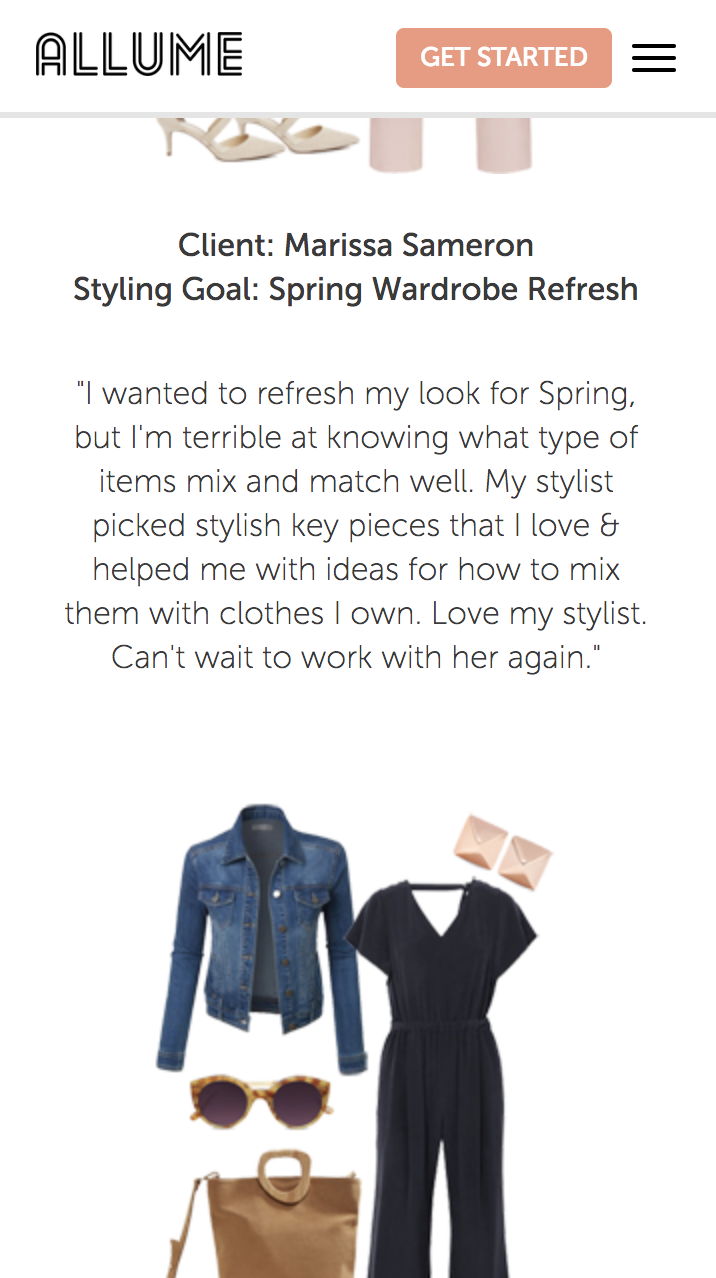 ALLUME
GET STARTED
Client: Marissa Sameron
Styling Goal: Spring Wardrobe Refresh
"I wanted to refresh my look for Spring,
but I'm terrible at knowing what type of
items mix and match well. My stylist
picked stylish key pieces that I love &
helped me with ideas for how to mix
them with clothes I own. Love my stylist.
Can't wait to work with her again."